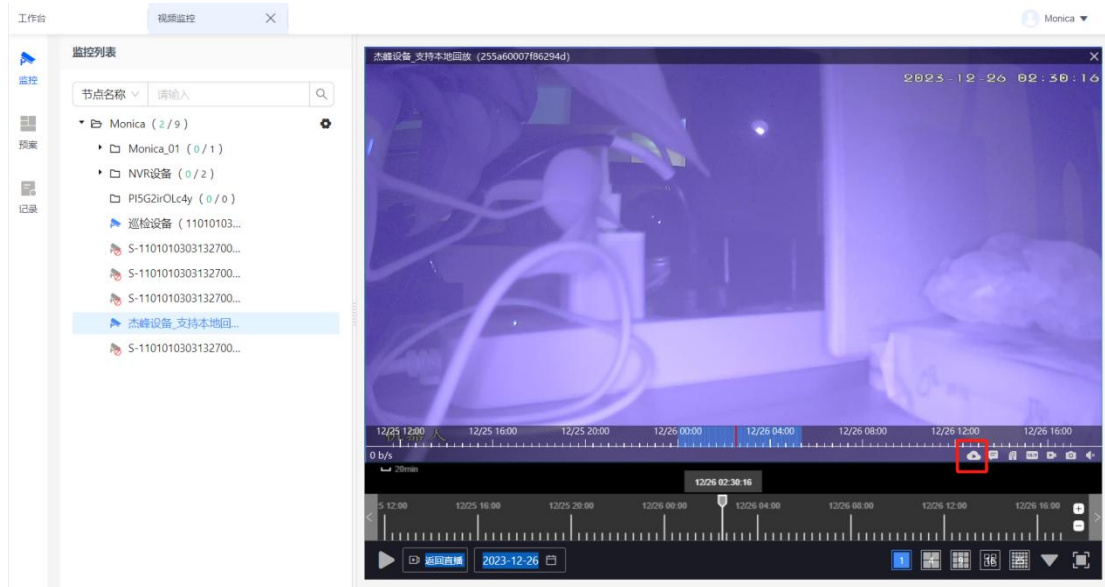 工作台
视频监控
Monica
监控
预案
记录
监控列表
节点名称 请输入
Monica ( 2 / 9 )
Monica_01 ( 0 / 1 )
NVR设备 ( 0 / 2 )
PI5G2irOLc4y ( 0 / 0 )
巡检设备 ( 11010103...
S-1101010303132700...
S-1101010303132700...
S-1101010303132700...
杰峰设备_支持本地回...
S-1101010303132700...
杰峰设备_支持本地回放 (255a60007f86294d)
2023-12-26 02:30:16
机器人
12/25 12:00 12/25 16:00 12/25 20:00 12/26 00:00 12/26 04:00 12/26 08:00 12/26 12:00 12/26 16:00
0 b/s
20min
12/26 02:30:16
5 12:00 12/25 16:00 12/25 20:00 12/26 00:00 12/26 04:00 12/26 08:00 12/26 12:00 12/26 16:00
返回直播 2023-12-26 1 4 9 16 25